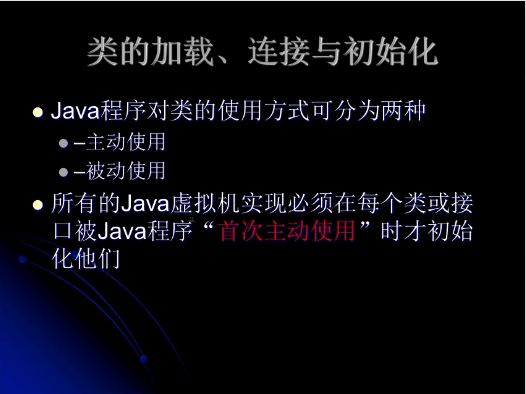 类的加载、连接与初始化
Java程序对类的使用方式可分为两种
–主动使用
–被动使用
所有的Java虚拟机实现必须在每个类或接
口被Java程序“首次主动使用”时才初始
化他们